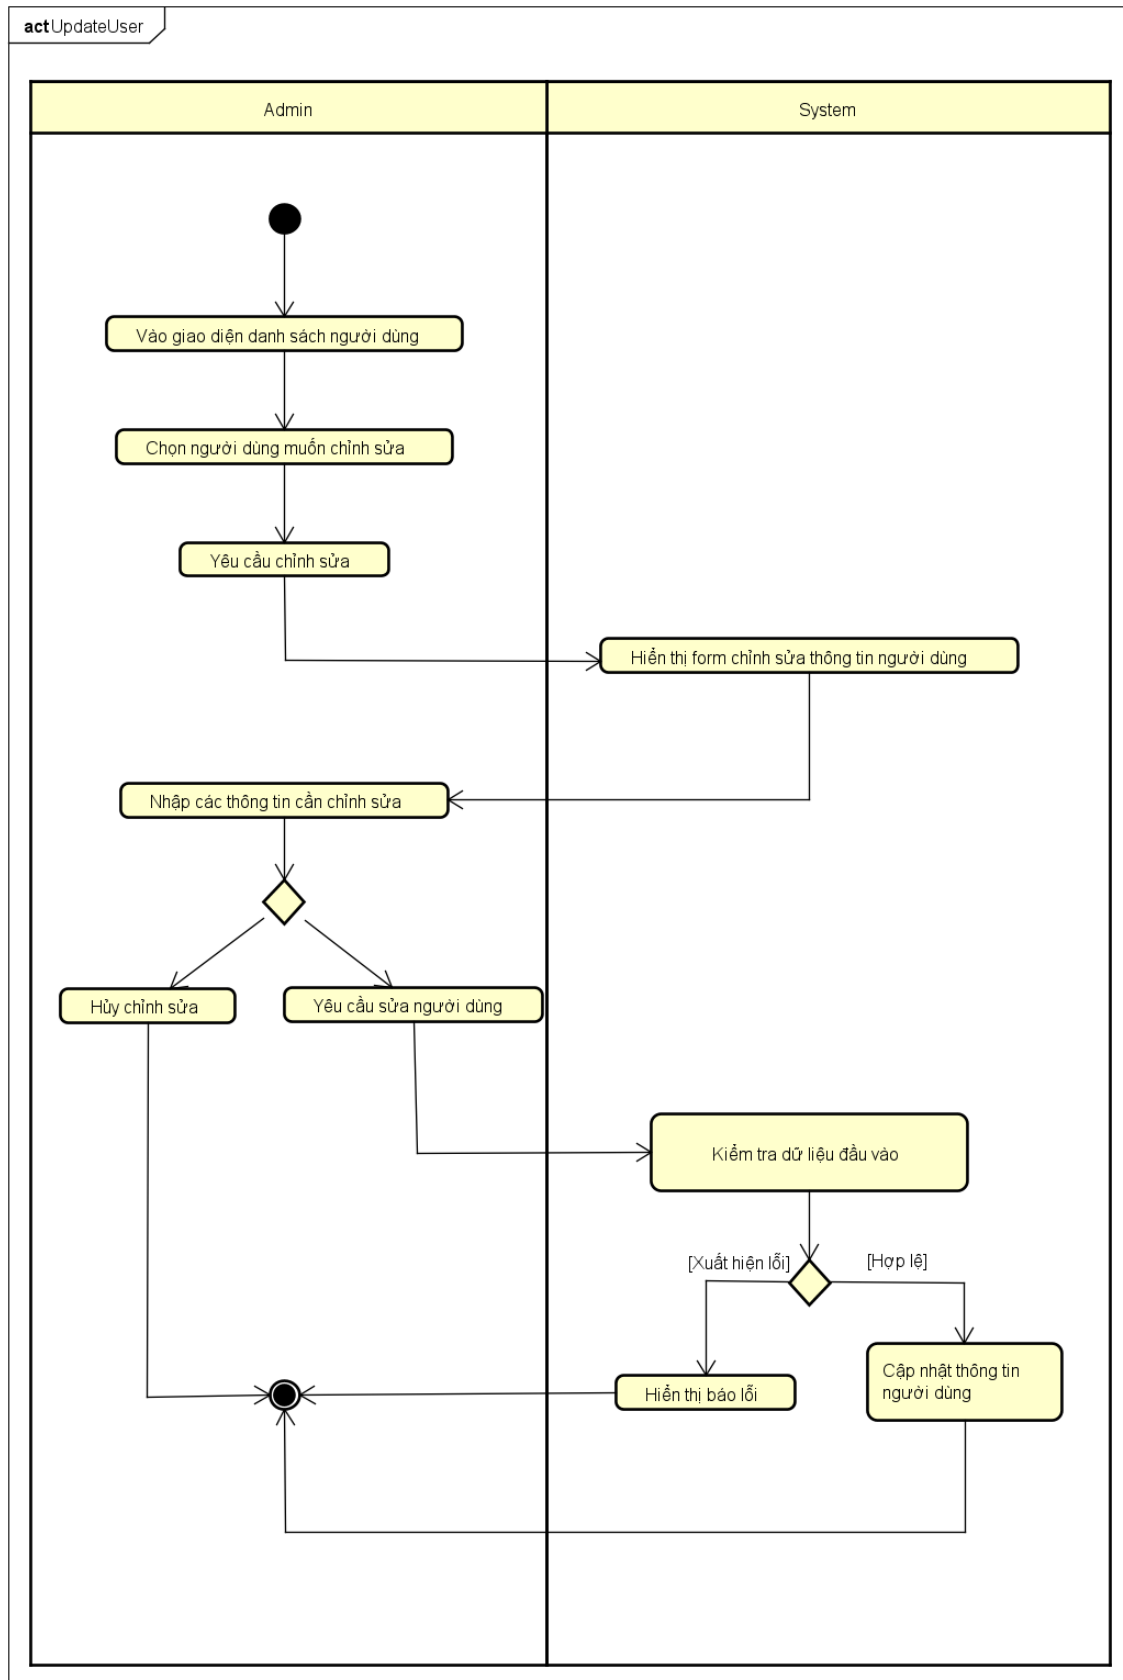 act UpdateUser
Admin
System
Vào giao diện danh sách người dùng
Chọn người dùng muốn chỉnh sửa
Yêu cầu chỉnh sửa
Hiển thị form chỉnh sửa thông tin người dùng
Nhập các thông tin cần chỉnh sửa
Hủy chỉnh sửa
Yêu cầu sửa người dùng
Kiểm tra dữ liệu đầu vào
[Xuất hiện lỗi]
[Hợp lệ]
Hiển thị báo lỗi
Cập nhật thông tin
người dùng